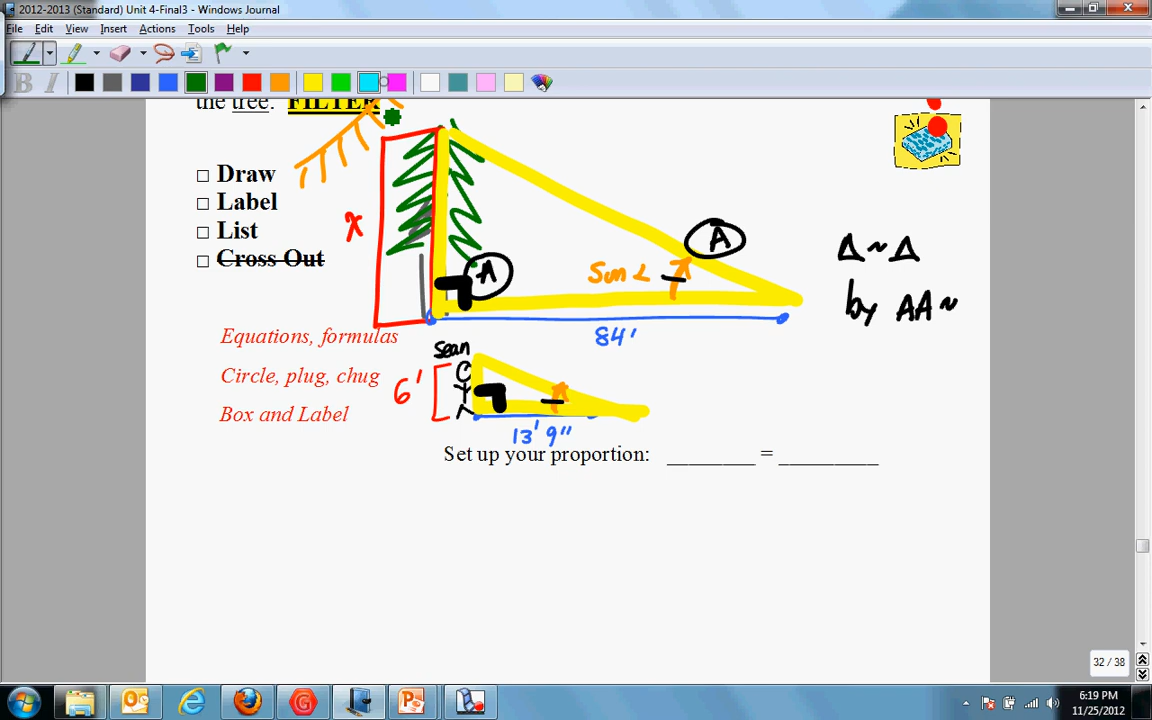 2012-2013 (Standard) Unit 4-Final3 - Windows Journal
File Edit View Insert Actions Tools Help
B I
the tree. FILTER
Draw
Label
List
Cross Out
x
A
A
Sun ∠
84'
Δ ~ Δ
by AA~
Equations, formulas
Circle, plug, chug
Box and Label
Sean
6'
13' 9"
Set up your proportion: ________ = _________
32 / 38
6:19 PM
11/25/2012